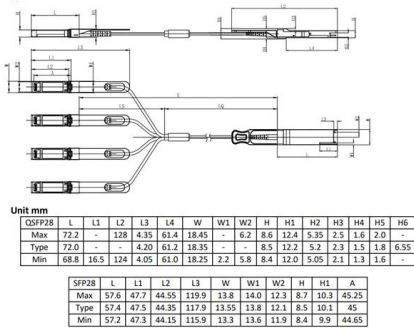 Unit mm
QSFP28 L L1 L2 L3 L4 W W1 W2 H H1 H2 H3 H4 H5 H6
Max 72.2 - 128 4.35 61.4 18.45 - 6.2 8.6 12.4 5.35 2.5 1.6 2.0 -
Type 72.0 - - 4.20 61.2 18.35 - - 8.5 12.2 5.2 2.3 1.5 1.8 6.55
Min 68.8 16.5 124 4.05 61.0 18.25 2.2 5.8 8.4 12.0 5.05 2.1 1.3 1.6 -
SFP28 L L1 L2 L3 W W1 W2 H H1 A
Max 57.6 47.7 44.55 119.9 13.8 14.0 12.3 8.7 10.3 45.25
Type 57.4 47.5 44.35 117.9 13.55 13.8 12.1 8.5 10.1 45
Min 57.2 47.3 44.15 115.9 13.3 13.6 11.9 8.4 9.9 44.65